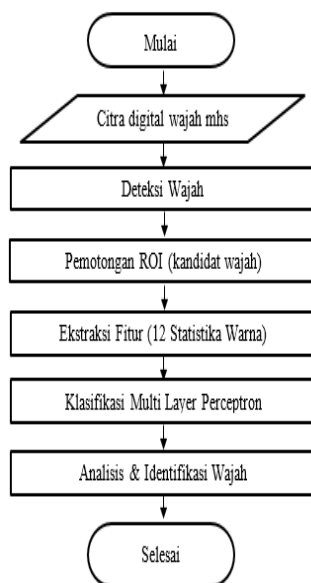 Mulai
Citra digital wajah mhs
Deteksi Wajah
Pemotongan ROI (kandidat wajah)
Ekstraksi Fitur (12 Statistika Warna)
Klasifikasi Multi Layer Perceptron
Analisis & Identifikasi Wajah
Selesai